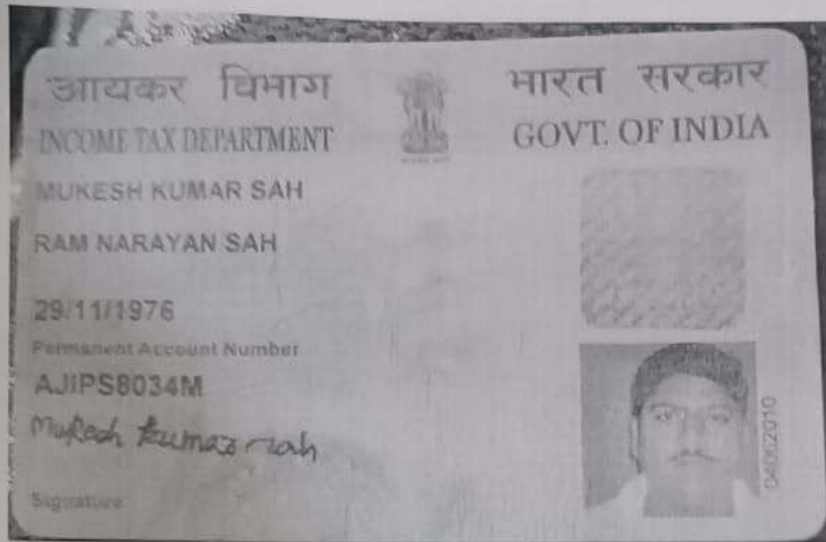 आयकर विभाग
भारत सरकार
INCOME TAX DEPARTMENT
GOVT. OF INDIA
MUKESH KUMAR SAH
RAM NARAYAN SAH
29/11/1976
Permanent Account Number
AJIPS8034M
Mukesh kumar sah
Signature
04062010